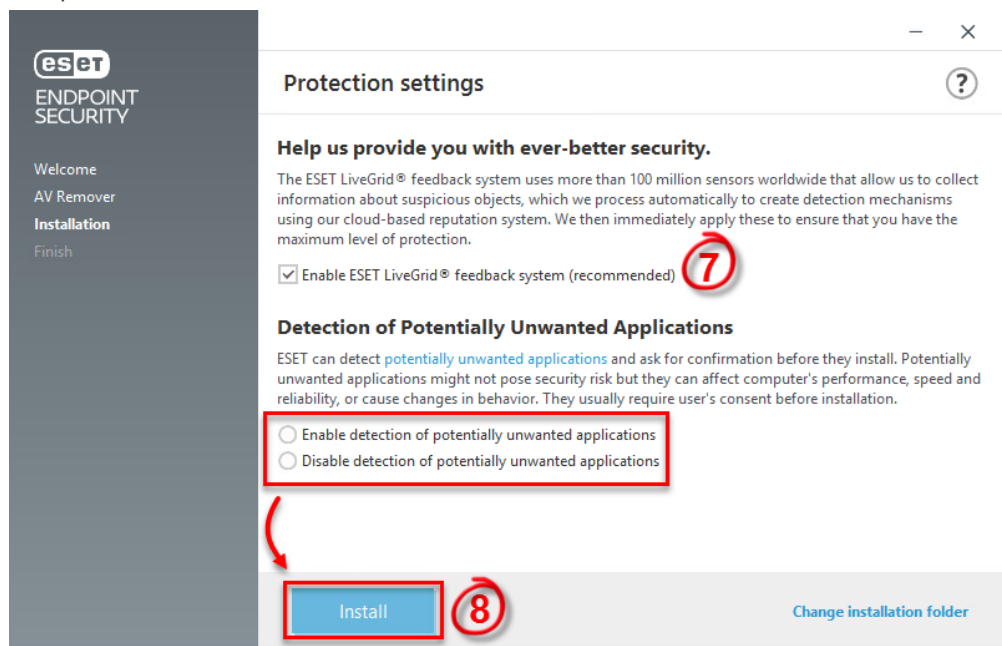 eset
ENDPOINT
SECURITY
Welcome
AV Remover
Installation
Finish
Protection settings
?
Help us provide you with ever-better security.
The ESET LiveGrid® feedback system uses more than 100 million sensors worldwide that allow us to collect
information about suspicious objects, which we process automatically to create detection mechanisms
using our cloud-based reputation system. We then immediately apply these to ensure that you have the
maximum level of protection.
Enable ESET LiveGrid® feedback system (recommended)
7
Detection of Potentially Unwanted Applications
ESET can detect potentially unwanted applications and ask for confirmation before they install. Potentially
unwanted applications might not pose security risk but they can affect computer's performance, speed and
reliability, or cause changes in behavior. They usually require user's consent before installation.
Enable detection of potentially unwanted applications
Disable detection of potentially unwanted applications
Install
8
Change installation folder